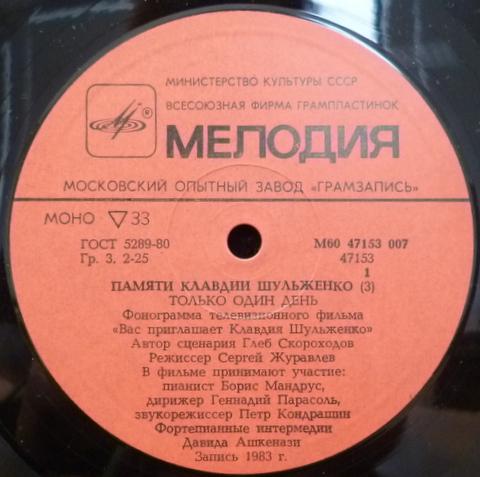 МИНИСТЕРСТВО КУЛЬТУРЫ СССР
ВСЕСОЮЗНАЯ ФИРМА ГРАМПЛАСТИНОК
®
МЕЛОДИЯ
МОСКОВСКИЙ ОПЫТНЫЙ ЗАВОД «ГРАМЗАПИСЬ»
МОНО ▽ 33
ГОСТ 5289-80 М60 47153 007
Гр. 3. 2-25 47153
1
ПАМЯТИ КЛАВДИИ ШУЛЬЖЕНКО (3)
ТОЛЬКО ОДИН ДЕНЬ
Фонограмма телевизионного фильма
«Вас приглашает Клавдия Шульженко»
Автор сценария Глеб Скороходов
Режиссер Сергей Журавлев
В фильме принимают участие:
пианист Борис Мандрус,
дирижер Геннадий Парасоль,
звукорежиссер Петр Кондрашин
Фортепианные интермедии
Давида Ашкенази
Запись 1983 г.